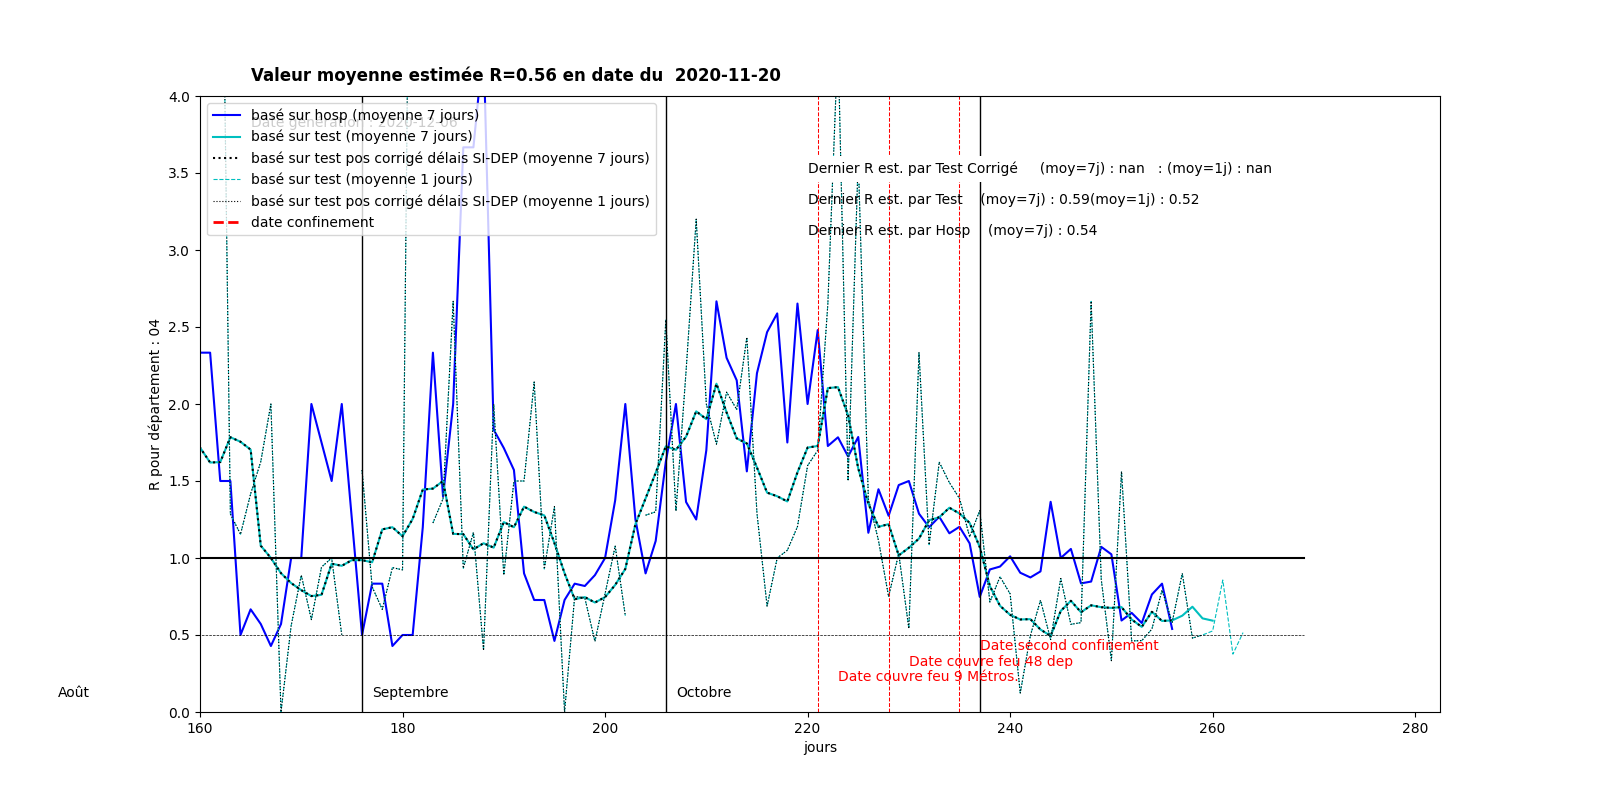 Valeur moyenne estimée R=0.56 en date du  2020-11-20
4.0
3.5
3.0
2.5
2.0
1.5
1.0
0.5
0.0
R pour département : 04
basé sur hosp (moyenne 7 jours)
basé sur test (moyenne 7 jours)
basé sur test pos corrigé délais SI-DEP (moyenne 7 jours)
basé sur test (moyenne 1 jours)
basé sur test pos corrigé délais SI-DEP (moyenne 1 jours)
date confinement
Dernier R est. par Test Corrigé (moy=7j) : nan : (moy=1j) : nan
Dernier R est. par Test (moy=7j) : 0.59(moy=1j) : 0.52
Dernier R est. par Hosp (moy=7j) : 0.54
Date second confinement
Date couvre feu 48 dep
Date couvre feu 9 Métros.
Août
Septembre
Octobre
160 180 200 220 240 260 280
jours